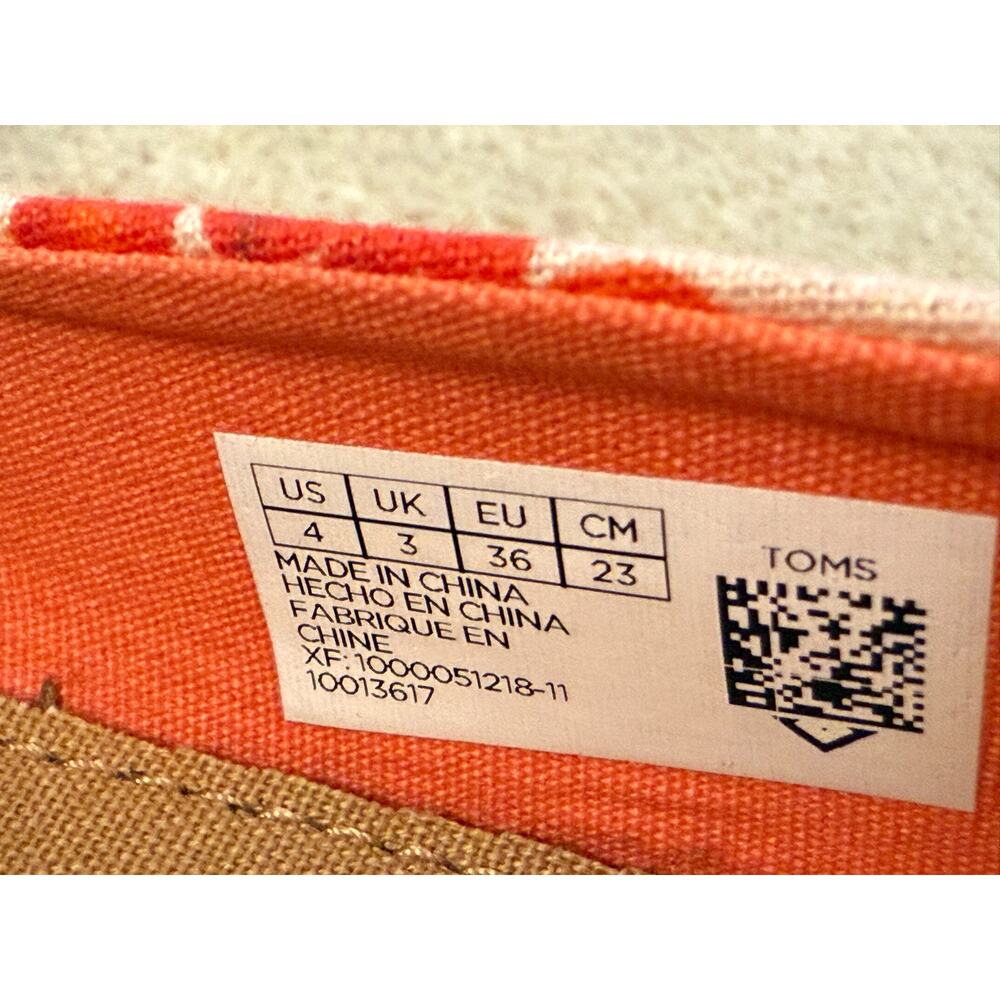 US UK EU CM
4 3 36 23
MADE IN CHINA
HECHO EN CHINA
FABRIQUE EN
CHINE
XF: 1000051218-11
10013617
TOMS